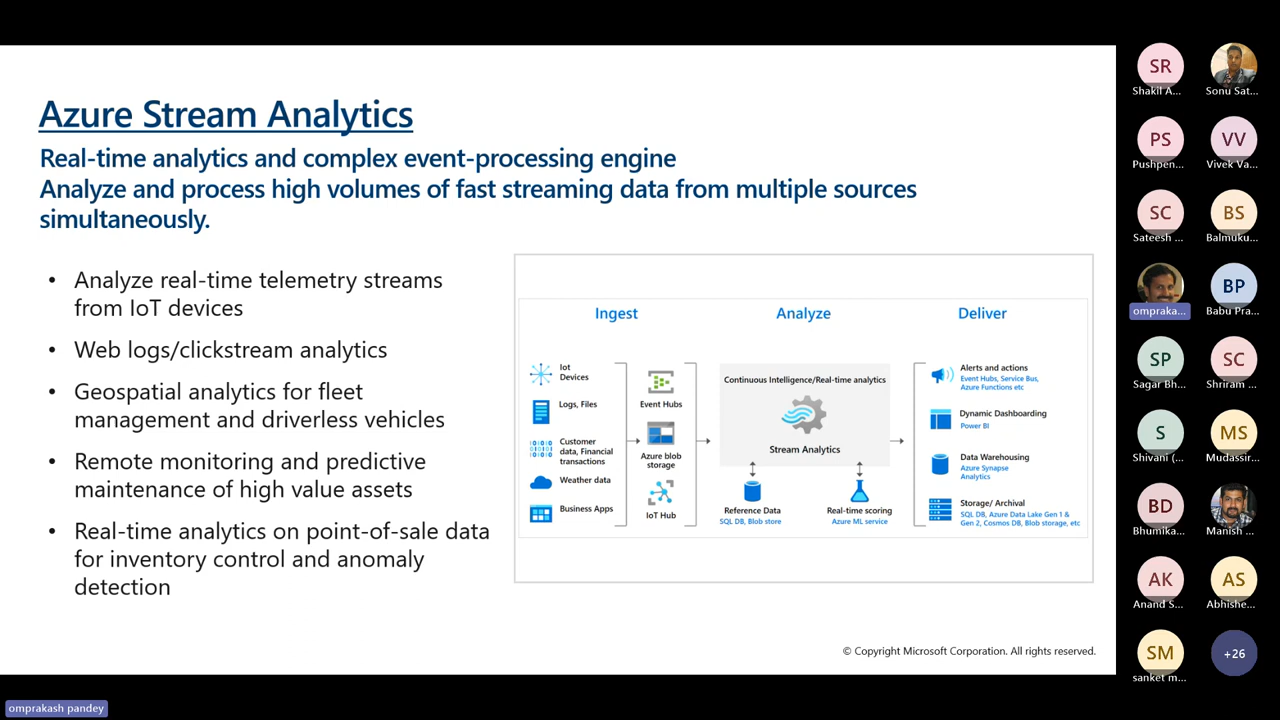 Azure Stream Analytics
Real-time analytics and complex event-processing engine
Analyze and process high volumes of fast streaming data from multiple sources
simultaneously.
• Analyze real-time telemetry streams
from IoT devices
• Web logs/clickstream analytics
• Geospatial analytics for fleet
management and driverless vehicles
• Remote monitoring and predictive
maintenance of high value assets
• Real-time analytics on point-of-sale data
for inventory control and anomaly
detection
Ingest
Iot
Devices
Logs, Files
Customer
data, Financial
transactions
Weather data
Business Apps
Event Hubs
Azure blob
storage
IoT Hub
Analyze
Continuous Intelligence/Real-time analytics
Stream Analytics
Reference Data
SQL DB, Blob store
Real-time scoring
Azure ML service
Deliver
Alerts and actions
Event Hubs, Service Bus,
Azure Functions etc
Dynamic Dashboarding
Power BI
Data Warehousing
Azure Synapse
Analytics
Storage/ Archival
SQL DB, Azure Data Lake Gen 1 &
Gen 2, Cosmos DB, Blob storage, etc
© Copyright Microsoft Corporation. All rights reserved.
SR
Shakil A...
Sonu Sat...
PS
Pushpen...
VV
Vivek Va...
SC
Sateesh ...
BS
Balmuku...
ompraka...
BP
Babu Pra...
SP
Sagar Bh...
SC
Shriram ...
S
Shivani (...
MS
Mudassir...
BD
Bhumika...
Manish ...
AK
Anand S...
AS
Abhishe...
SM
sanket m...
+26
omprakash pandey